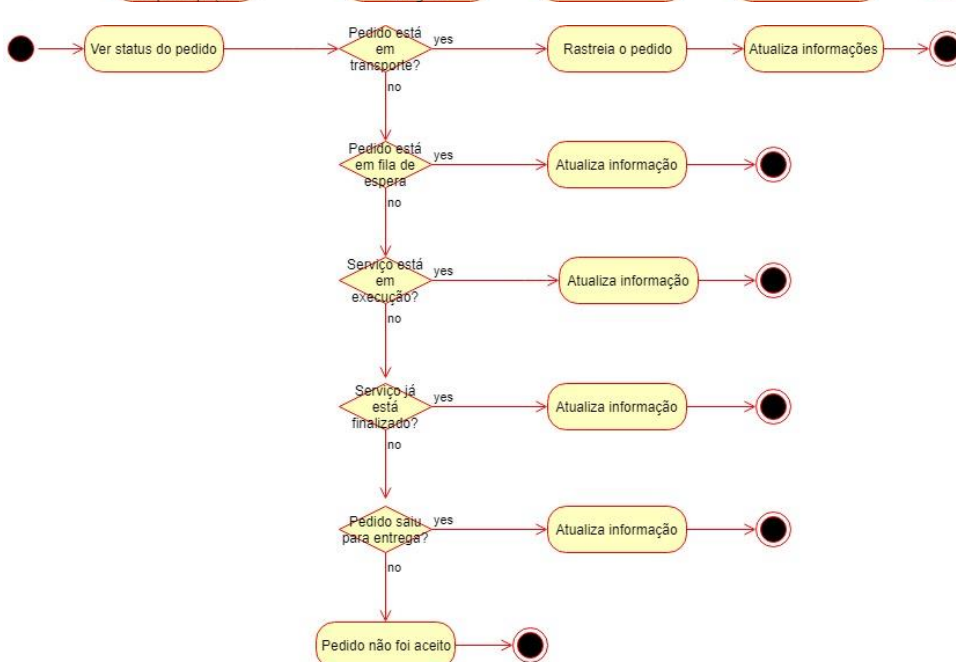 Ver status do pedido
Pedido está
em
transporte?
yes
Rastreia o pedido
Atualiza informações
no
Pedido está
em fila de
espera
yes
Atualiza informação
no
Serviço está
em
execução?
yes
Atualiza informação
no
Serviço já
está
finalizado?
yes
Atualiza informação
no
Pedido saiu
para entrega?
yes
Atualiza informação
no
Pedido não foi aceito